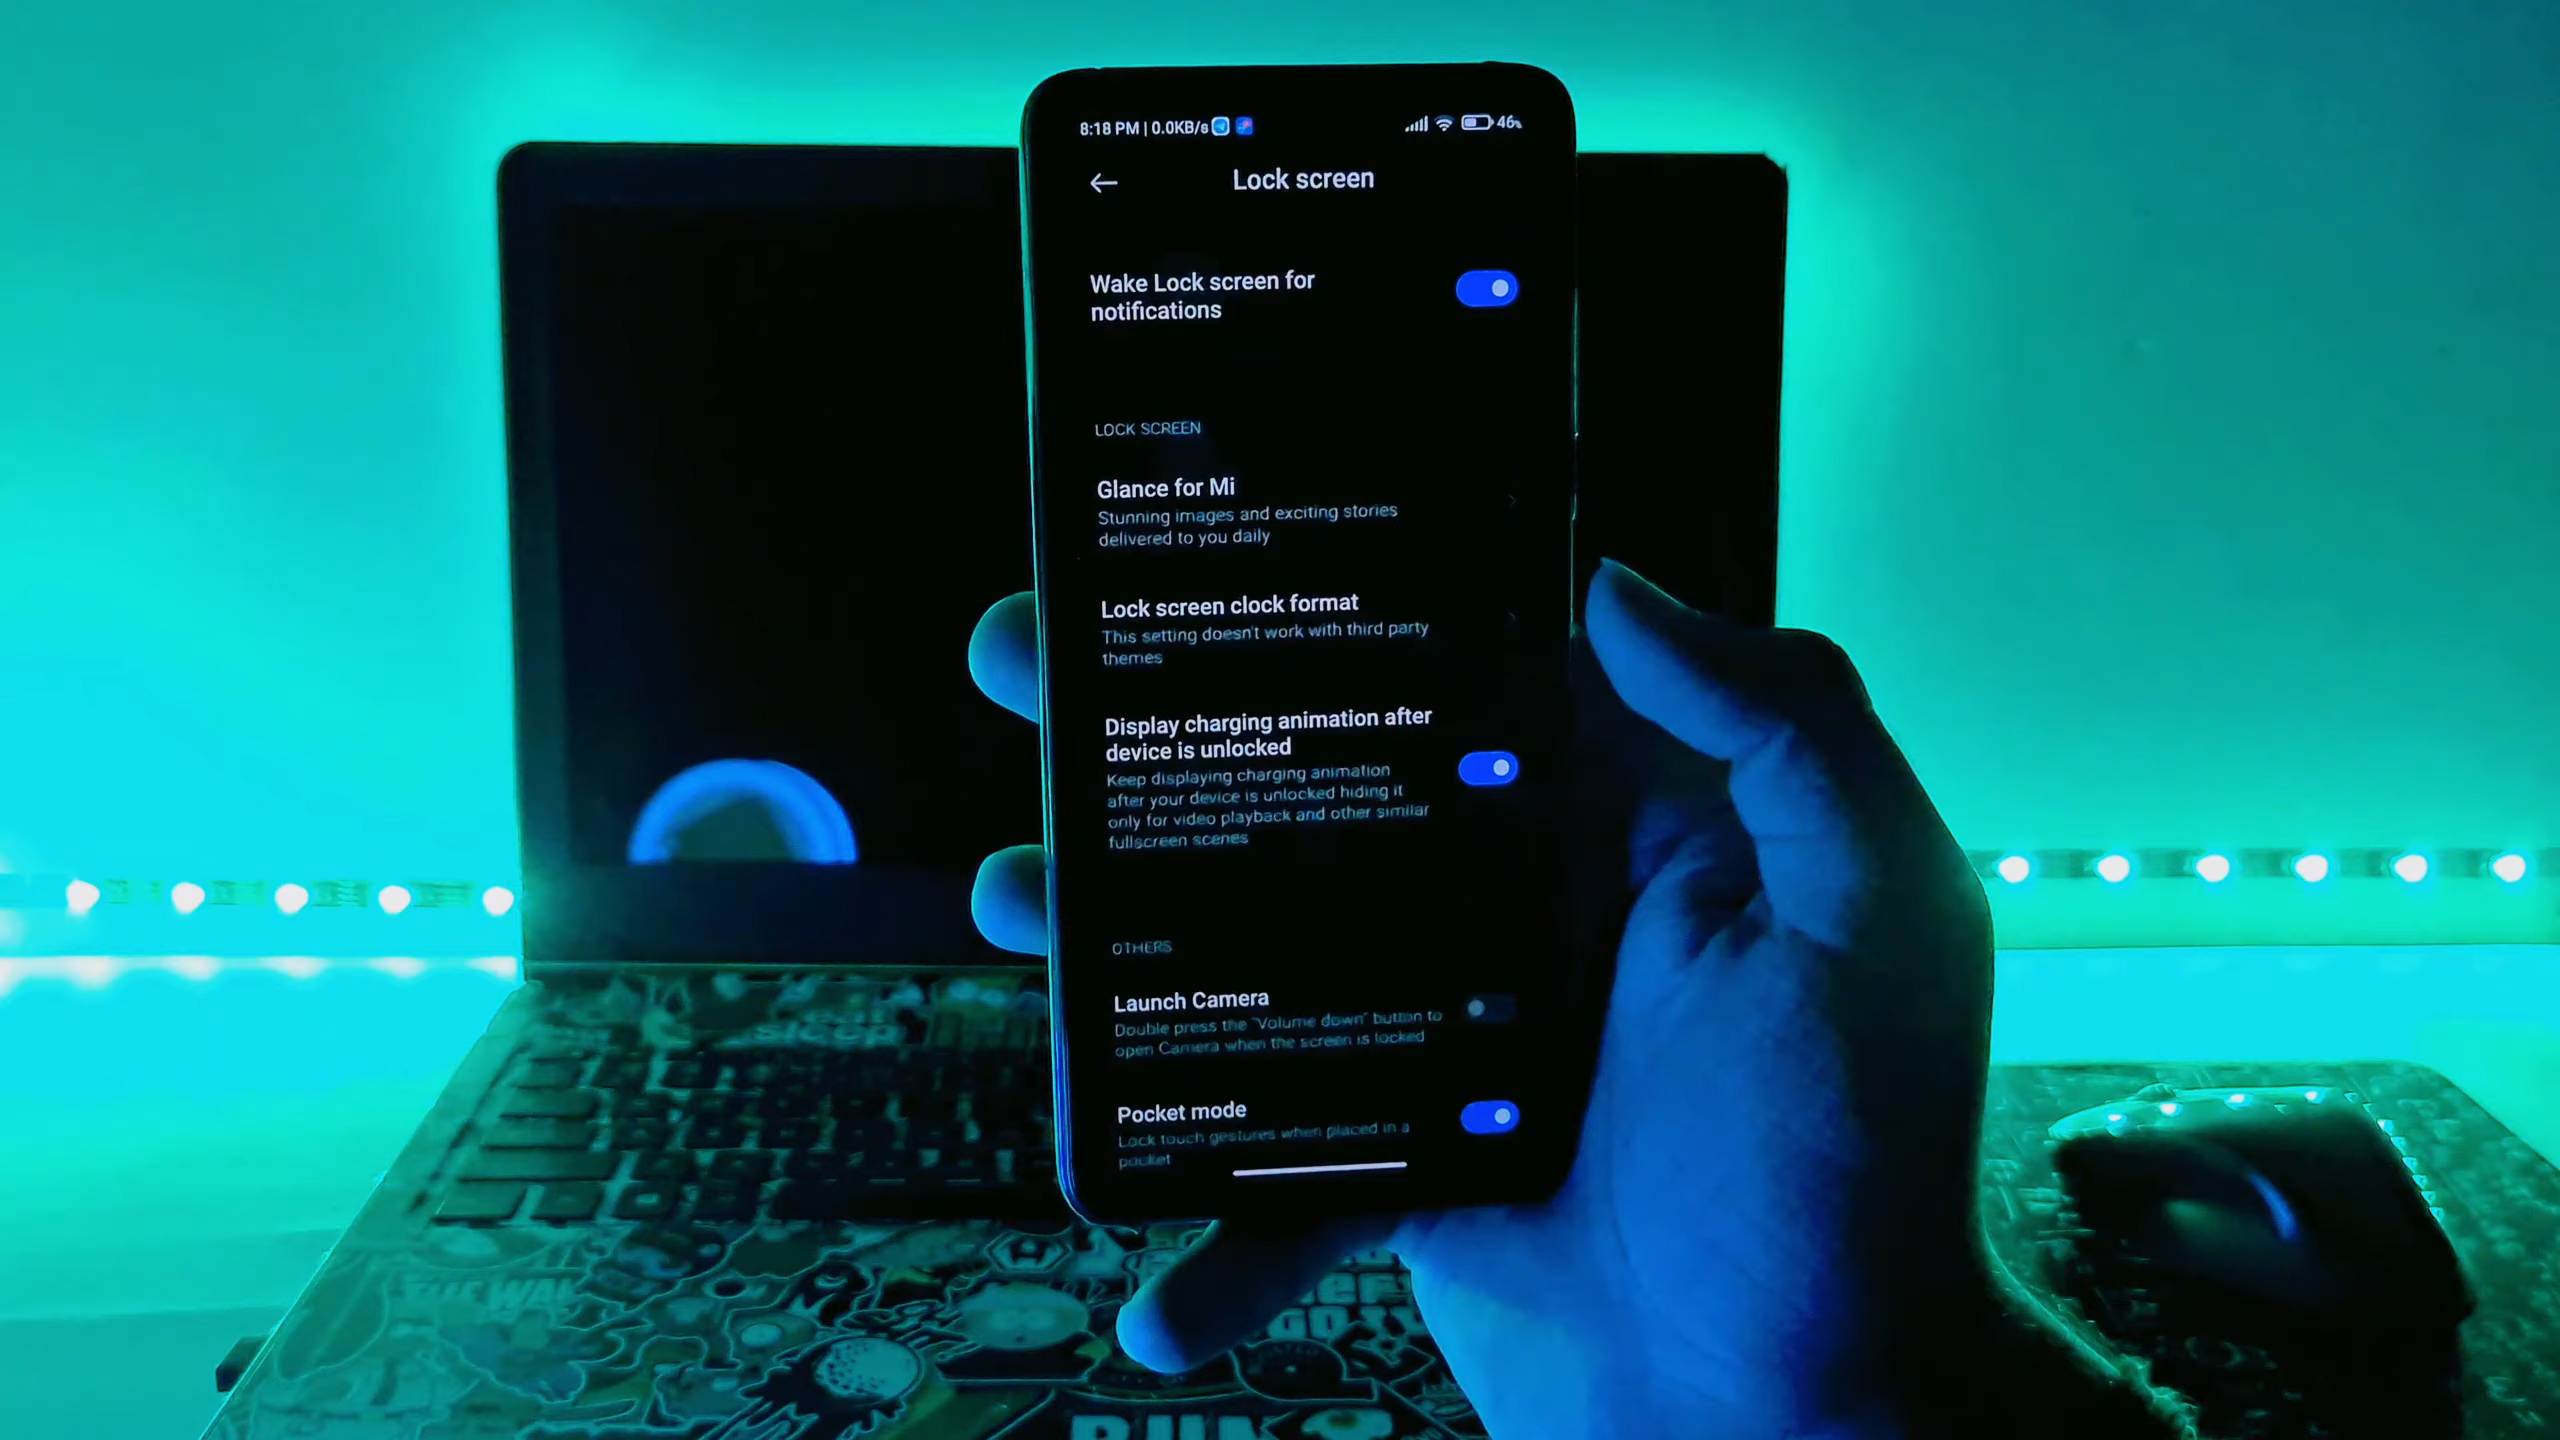 8:18 PM | 0.0KB/s
46%
Lock screen
Wake Lock screen for
notifications
LOCK SCREEN
Glance for Mi
Stunning images and exciting stories
delivered to you daily
Lock screen clock format
This setting doesn't work with third party
themes
Display charging animation after
device is unlocked
Keep displaying charging animation
after your device is unlocked hiding it
only for video playback and other similar
fullscreen scenes
OTHERS
Launch Camera
Double press the "Volume down" button to
open Camera when the screen is locked
Pocket mode
Lock touch gestures when placed in a
pocket
sleep
THE WA